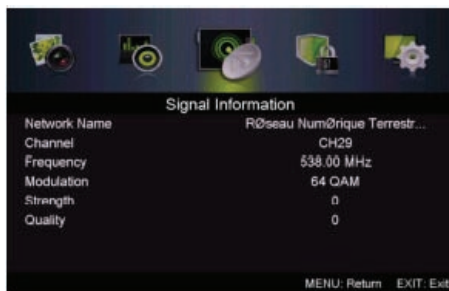 Signal Information
Network Name RØseau NumØrique Terrestr...
Channel CH29
Frequency 538.00 MHz
Modulation 64 QAM
Strength 0
Quality 0
MENU: Return EXIT: Exit